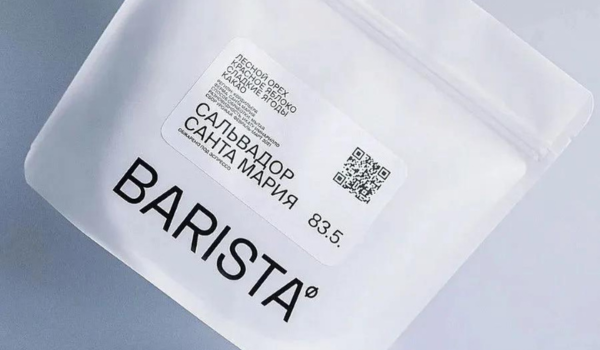 ЛЕСНОЙ ОРЕХ
КРАСНОЕ ЯБЛОКО
СЛАДКИЕ ЯГОДЫ
КАКАО
САЛЬВАДОР
САНТА МАРИЯ
83.5.
BARISTA Ø